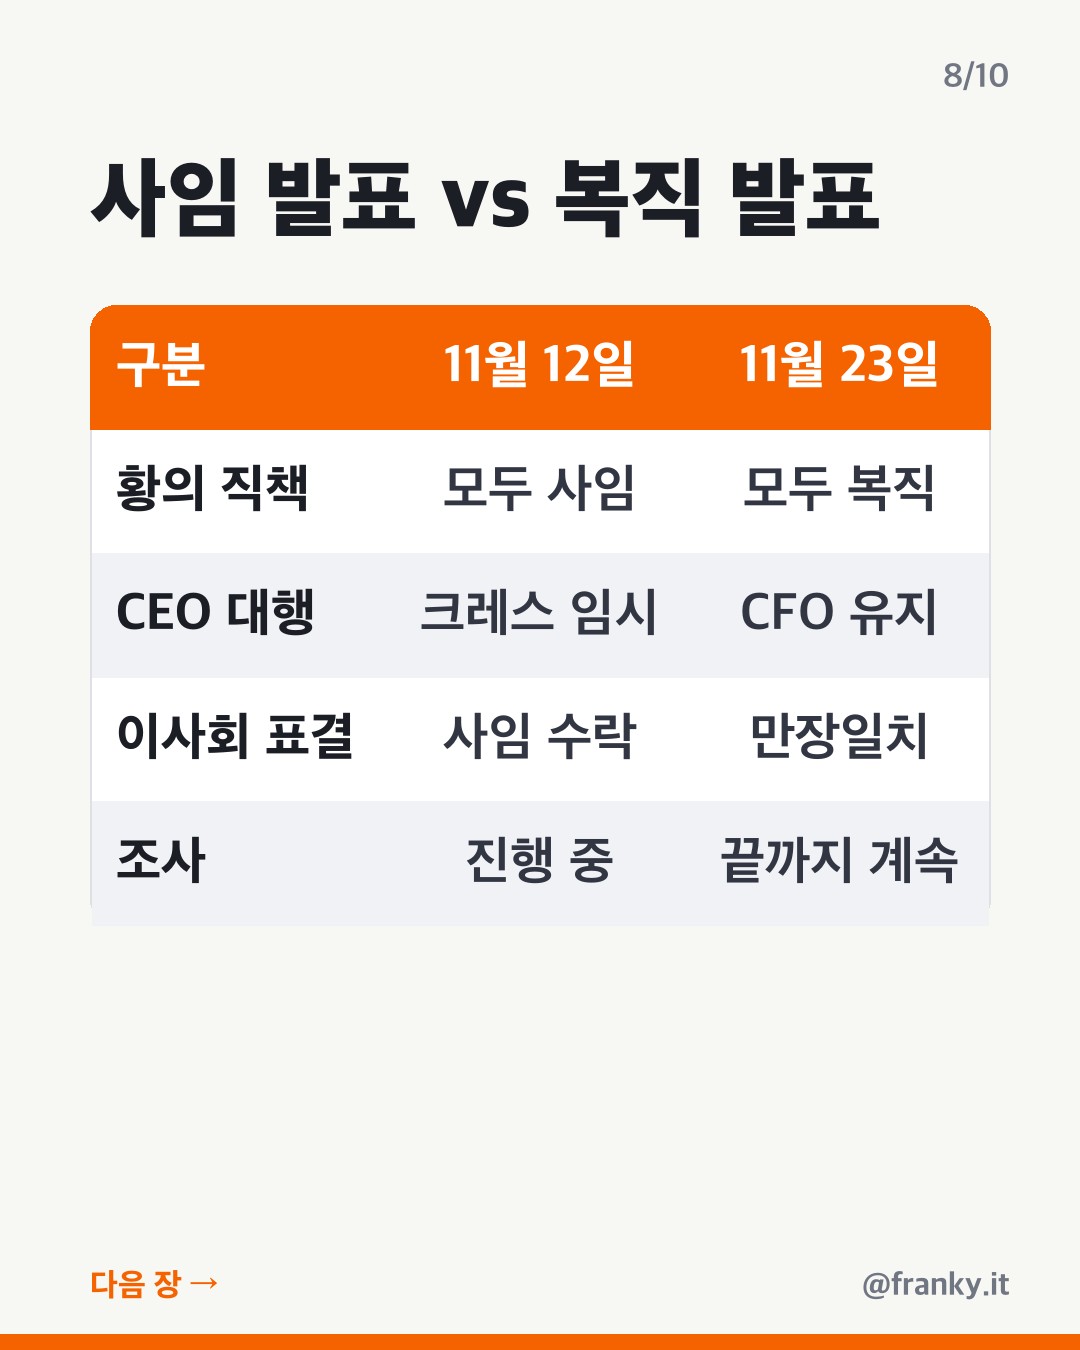 8/10
사임 발표 vs 복직 발표
구분 11월 12일 11월 23일
황의 직책 모두 사임 모두 복직
CEO 대행 크레스 임시 CFO 유지
이사회 표결 사임 수락 만장일치
조사 진행 중 끝까지 계속
다음 장 → @franky.it